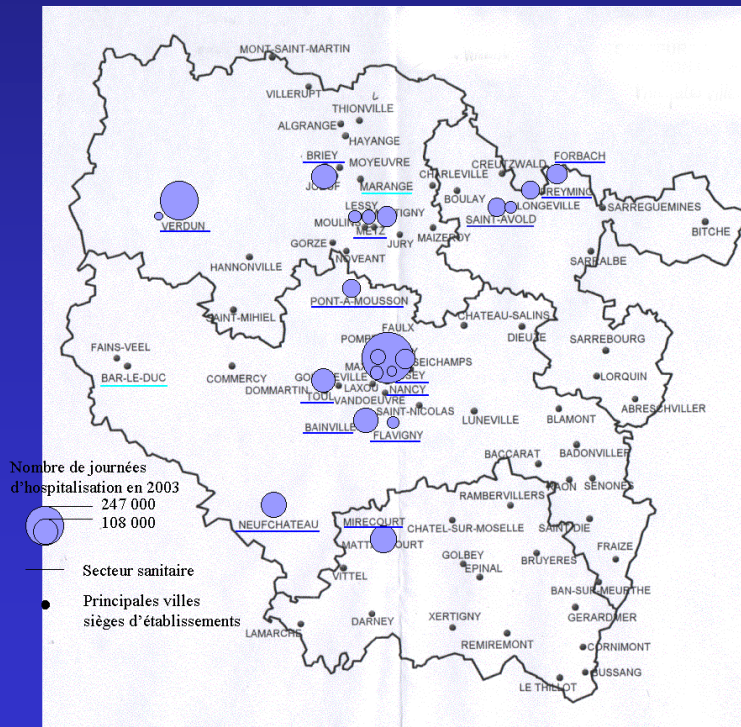 MONT-SAINT-MARTIN
VILLERUPT
THIONVILLE
ALGRANGE
HAYANGE
BRIEY
MOYEUVRE
CREUTZWALD
FORBACH
CHARLEVILLE
MARANGE
BOULAY
FREYMING
LESSY
LONGEVILLE
SARREGUEMINES
SAINT-AVOLD
VERDUN
METZ
JURY
MAIZEROY
BITCHE
GORZE
NOVEANT
HANNONVILLE
SARRALBE
PONT-A-MOUSSON
SAINT-MIHIEL
CHATEAU-SALINS
FAULX
DIEUZE
SARREBOURG
FAINS-VEEL
SEICHAMPS
BAR-LE-DUC
COMMERCY
LORQUIN
DOMMARTIN
LAXOU
NANCY
TOUL
VANDOEUVRE
SAINT-NICOLAS
ABRESCHVILLER
LUNEVILLE
BLAMONT
BAINVILLE
FLAVIGNY
BADONVILLER
BACCARAT
Nombre de journées
d'hospitalisation en 2003
247 000
108 000
RAON
SENONES
RAMBERVILLERS
NEUFCHATEAU
MIRECOURT
CHATEL-SUR-MOSELLE
SAINT-DIE
GOLBEY
BRUYERES
FRAIZE
EPINAL
Secteur sanitaire
VITTEL
BAN-SUR-MEURTHE
Principales villes
sièges d'établissements
GERARDMER
DARNEY
XERTIGNY
LAMARCHE
REMIREMONT
CORNIMONT
BUSSANG
LE THILLOT